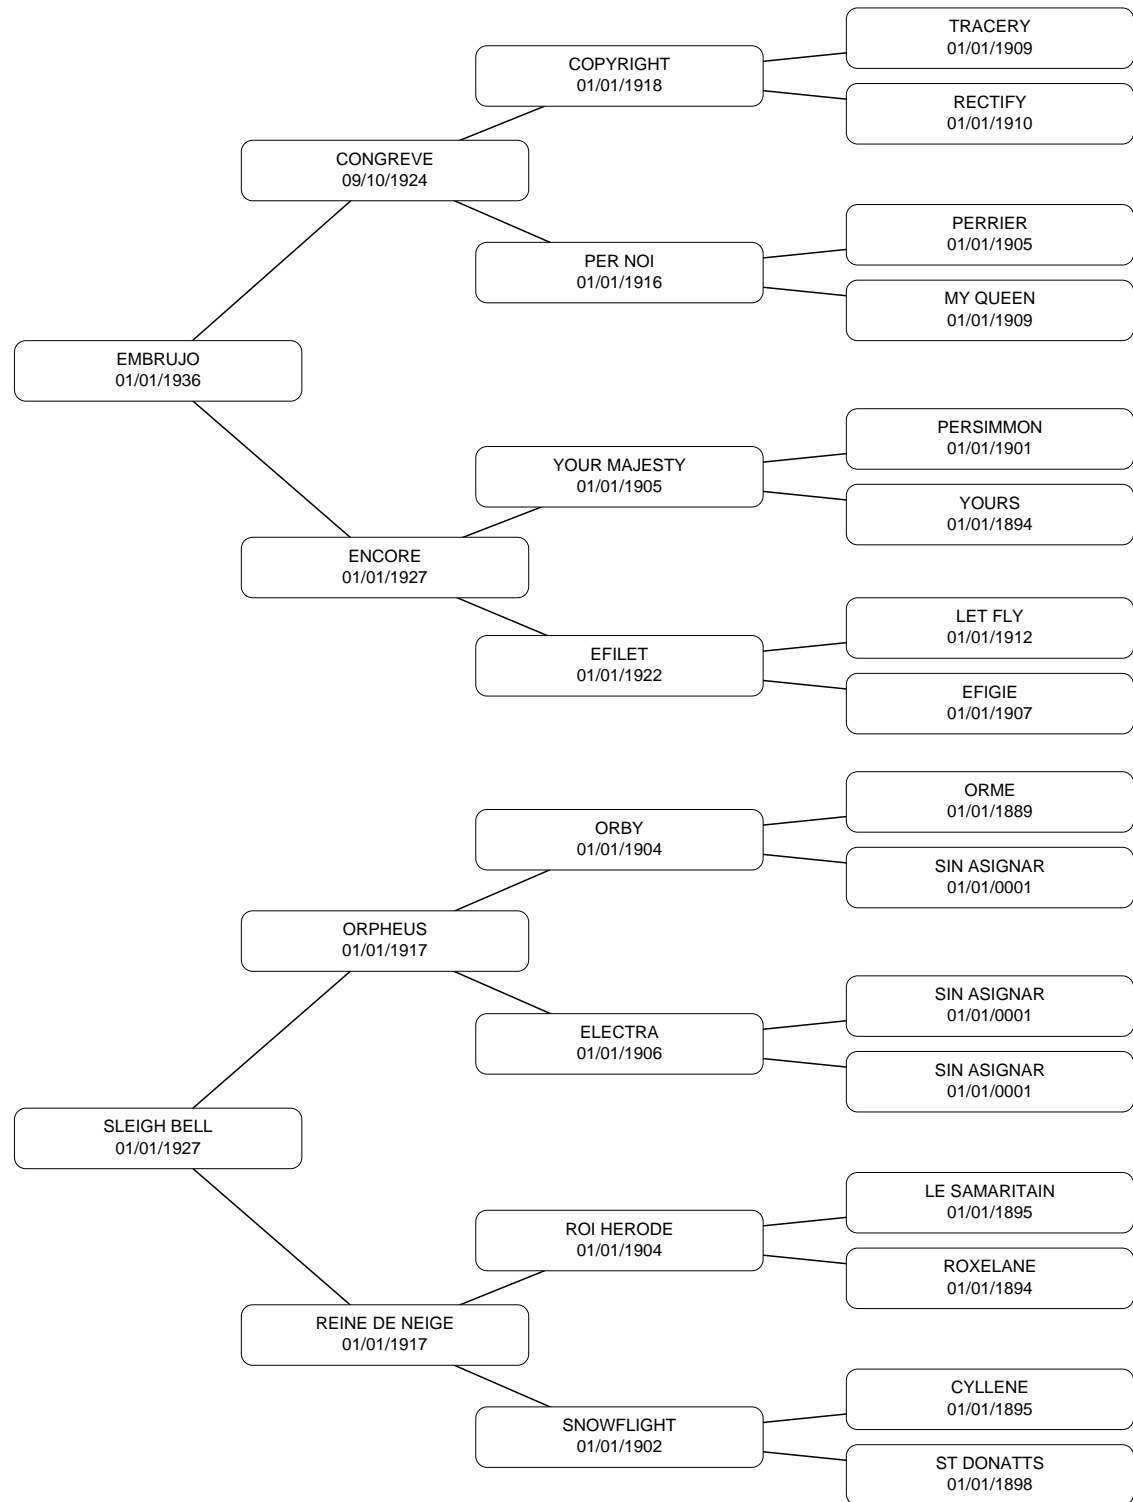 TRACERY
01/01/1909
COPYRIGHT
01/01/1918
RECTIFY
01/01/1910
CONGREVE
09/10/1924
PERRIER
01/01/1905
PER NOI
01/01/1916
MY QUEEN
01/01/1909
EMBRUJO
01/01/1936
PERSIMMON
01/01/1901
YOUR MAJESTY
01/01/1905
YOURS
01/01/1894
ENCORE
01/01/1927
LET FLY
01/01/1912
EFILET
01/01/1922
EFIGIE
01/01/1907
ORME
01/01/1889
ORBY
01/01/1904
SIN ASIGNAR
01/01/0001
ORPHEUS
01/01/1917
SIN ASIGNAR
01/01/0001
ELECTRA
01/01/1906
SIN ASIGNAR
01/01/0001
SLEIGH BELL
01/01/1927
LE SAMARITAIN
01/01/1895
ROI HERODE
01/01/1904
ROXELANE
01/01/1894
REINE DE NEIGE
01/01/1917
CYLLENE
01/01/1895
SNOWFLIGHT
01/01/1902
ST DONATTS
01/01/1898